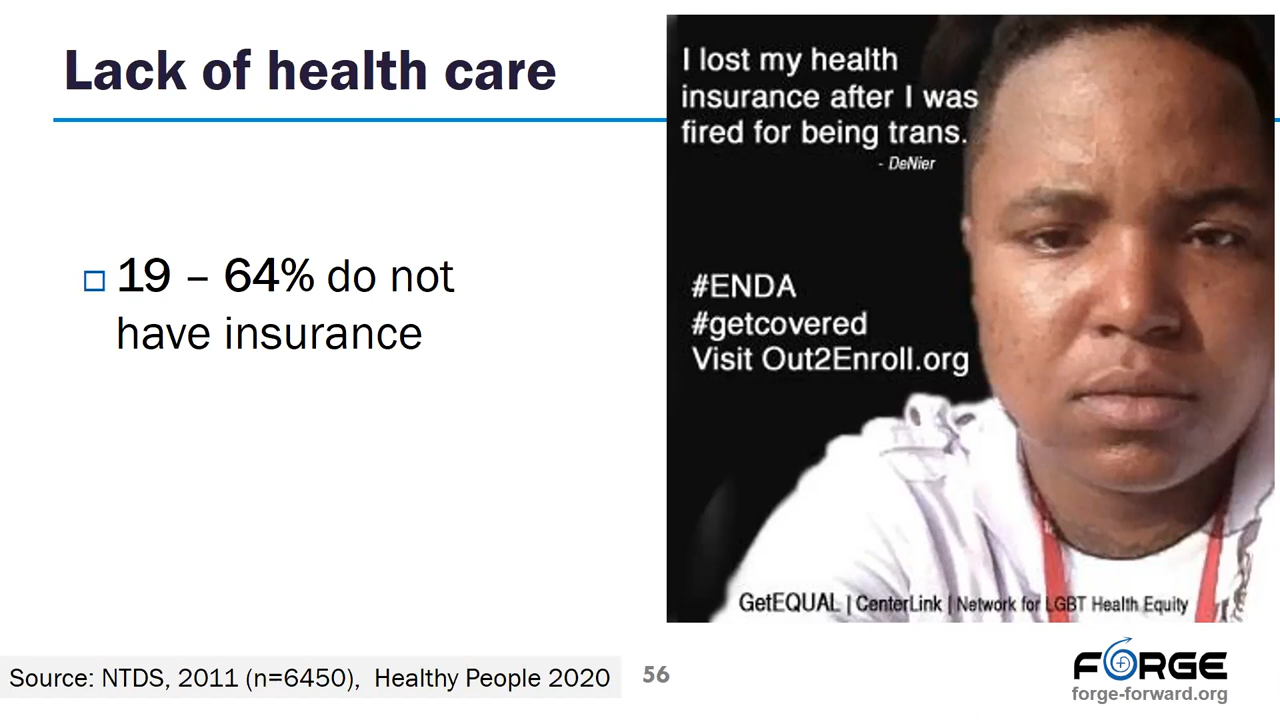 Lack of health care
19 – 64% do not
have insurance
I lost my health
insurance after I was
fired for being trans.
- DeNier
#ENDA
#getcovered
Visit Out2Enroll.org
GetEQUAL | CenterLink | Network for LGBT Health Equity
Source: NTDS, 2011 (n=6450), Healthy People 2020
56
FORGE
forge-forward.org